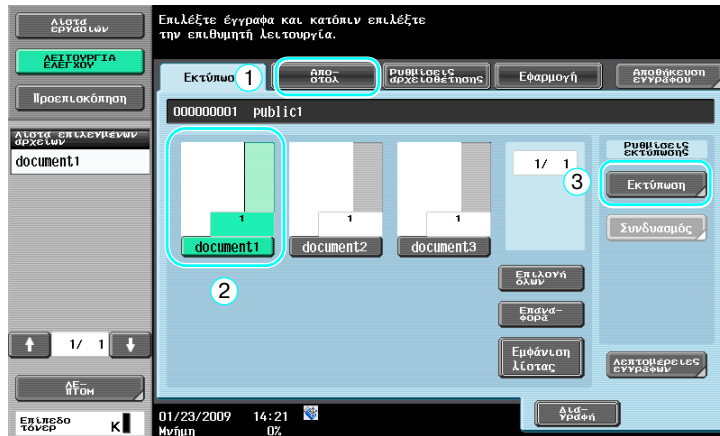 Λίστα
εργασιών
Επιλέξτε έγγραφα και κατόπιν επιλέξτε
την επιθυμητή λειτουργία.
ΛΕΙΤΟΥΡΓΙΑ
ΕΛΕΓΧΟΥ
Προεπισκόπηση
Εκτύπωσ
1
Απο-
στολ
Ρυθμίσεις
αρχειοθέτησης
Εφαρμογή
Αποθήκευση
εγγράφου
000000001 public1
Λίστα επιλεγμένων
αρχείων
document1
1
document1
1
document2
1
document3
2
1/ 1
3
Ρυθμίσεις
εκτύπωσης
Εκτύπωση
Συνδυασμός
Επιλογή
όλων
Επανα-
φορά
Εμφάνιση
λίστας
Λεπτομέρειες
εγγράφων
1/ 1
ΛΕ-
ΠΤΟΜ
Επίπεδο
τόνερ
K
01/23/2009 14:21
Μνήμη 0%
Δια-
γραφή